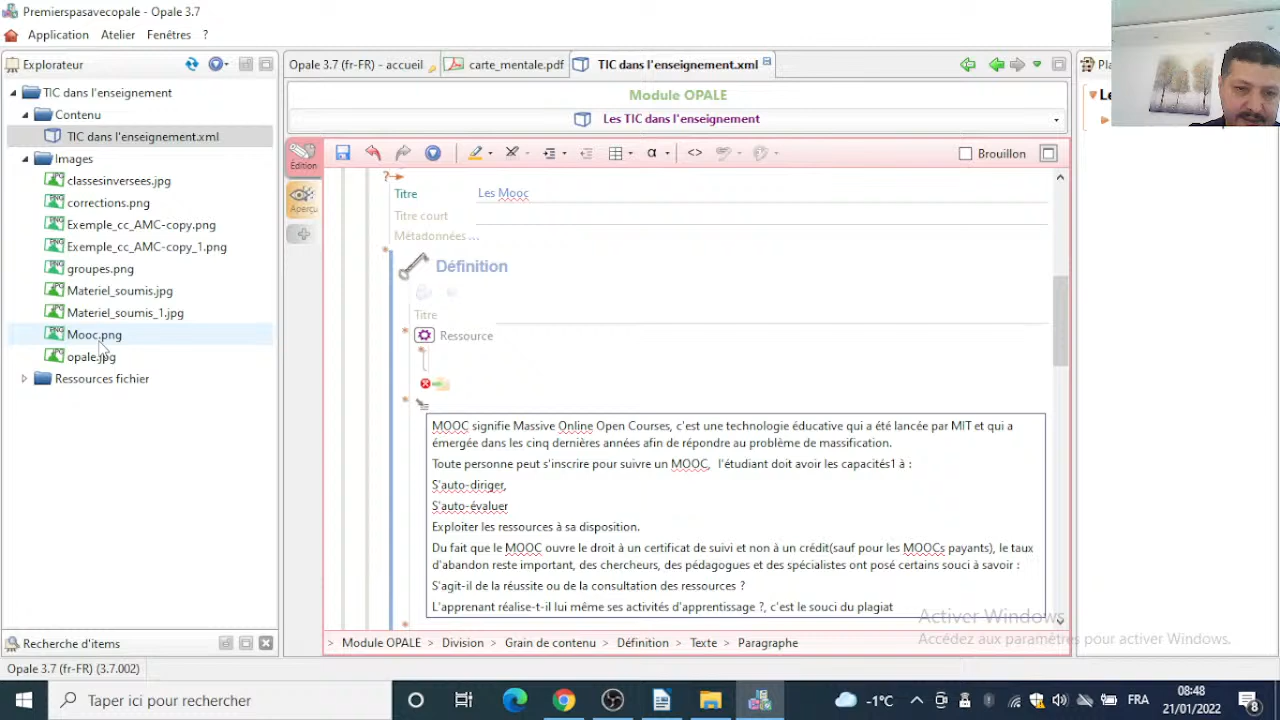 Premierspasavecopale - Opale 3.7
Application Atelier Fenêtres ?
Explorateur
TIC dans l'enseignement
Contenu
TIC dans l'enseignement.xml
Images
classesinversees.jpg
corrections.png
Exemple_cc_AMC-copy.png
Exemple_cc_AMC-copy_1.png
groupes.png
Materiel_soumis.jpg
Materiel_soumis_1.jpg
Mooc.png
opale.jpg
Ressources fichier
Recherche d'items
Opale 3.7 (fr-FR) - accueil
carte_mentale.pdf
TIC dans l'enseignement.xml
Module OPALE
Les TIC dans l'enseignement
Édition
Aperçu
Brouillon
Titre Les Mooc
Titre court
Métadonnées ...
Définition
Titre
Ressource
MOOC signifie Massive Online Open Courses, c'est une technologie éducative qui a été lancée par MIT et qui a
émergée dans les cinq dernières années afin de répondre au problème de massification.
Toute personne peut s'inscrire pour suivre un MOOC, l'étudiant doit avoir les capacités1 à :
S'auto-diriger,
S'auto-évaluer
Exploiter les ressources à sa disposition.
Du fait que le MOOC ouvre le droit à un certificat de suivi et non à un crédit(sauf pour les MOOCs payants), le taux
d'abandon reste important, des chercheurs, des pédagogues et des spécialistes ont posé certains souci à savoir :
S'agit-il de la réussite ou de la consultation des ressources ?
L'apprenant réalise-t-il lui même ses activités d'apprentissage ?, c'est le souci du plagiat
> Module OPALE > Division > Grain de contenu > Définition > Texte > Paragraphe
Pla
Le
Activer Windows
Accédez aux paramètres pour activer Windows.
Opale 3.7 (fr-FR) (3.7.002)
Taper ici pour rechercher
-1°C
FRA
08:48
21/01/2022
8